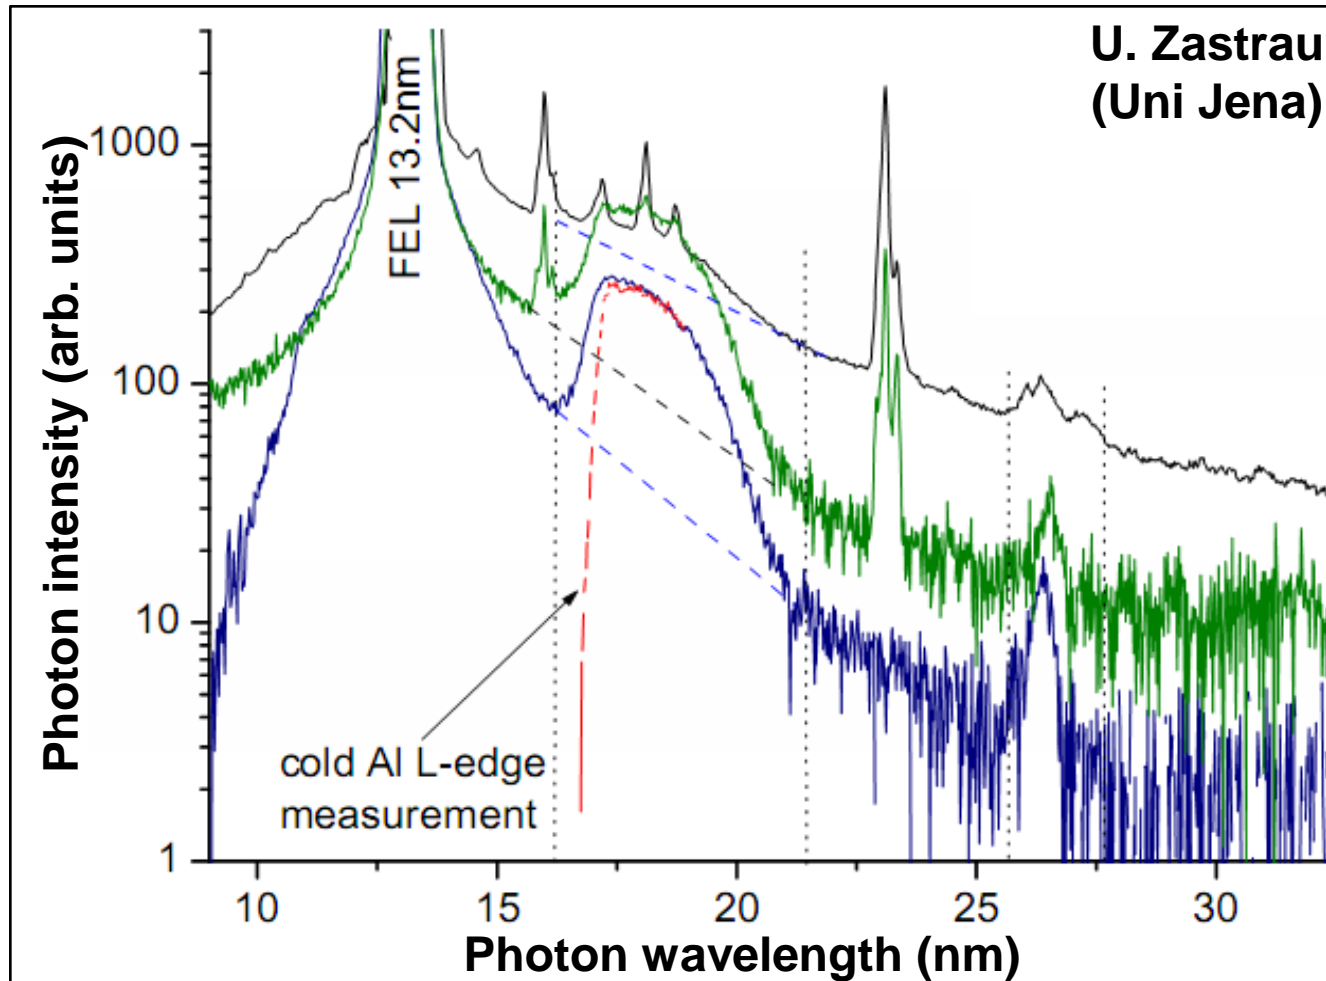 U. Zastrau
(Uni Jena)
Photon intensity (arb. units)
1000
100
10
1
FEL 13.2nm
cold Al L-edge
measurement
10 15 20 25 30
Photon wavelength (nm)